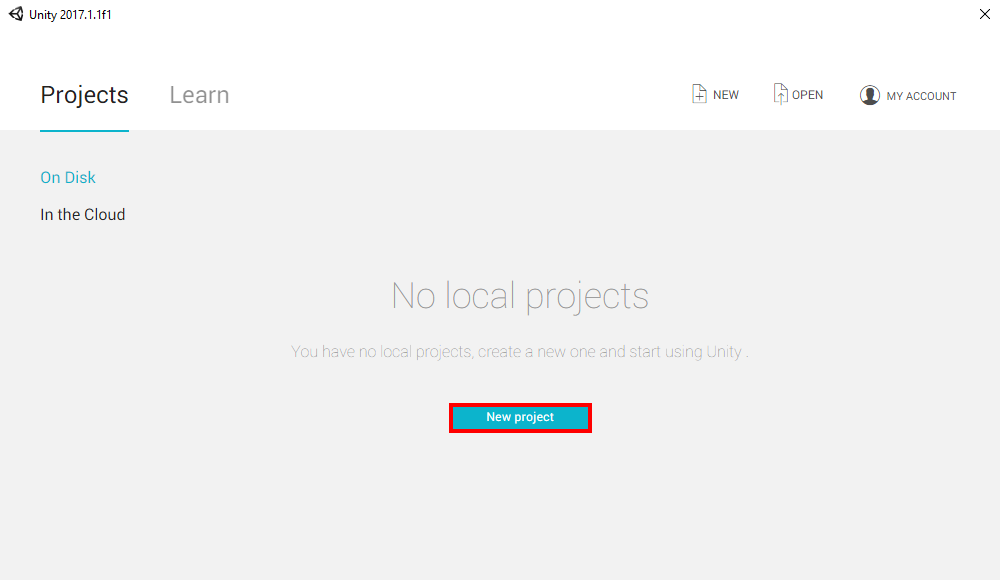 Unity 2017.1.1f1
Projects
Learn
NEW
OPEN
MY ACCOUNT
On Disk
In the Cloud
No local projects
You have no local projects, create a new one and start using Unity .
New project